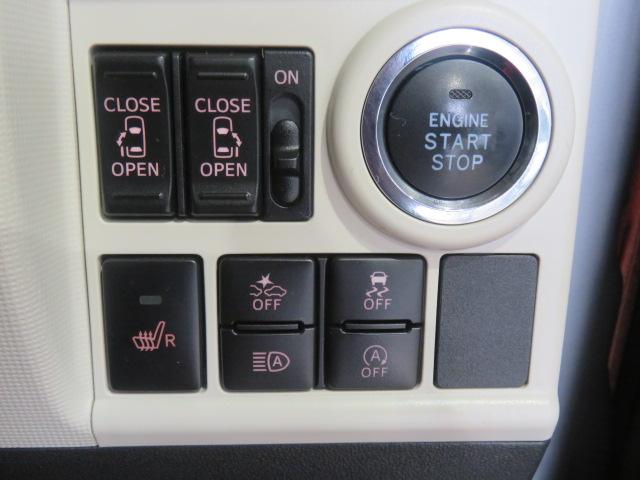 CLOSE
OPEN
CLOSE
OPEN
ON
ENGINE
START
STOP
R
OFF
A
OFF
A
OFF